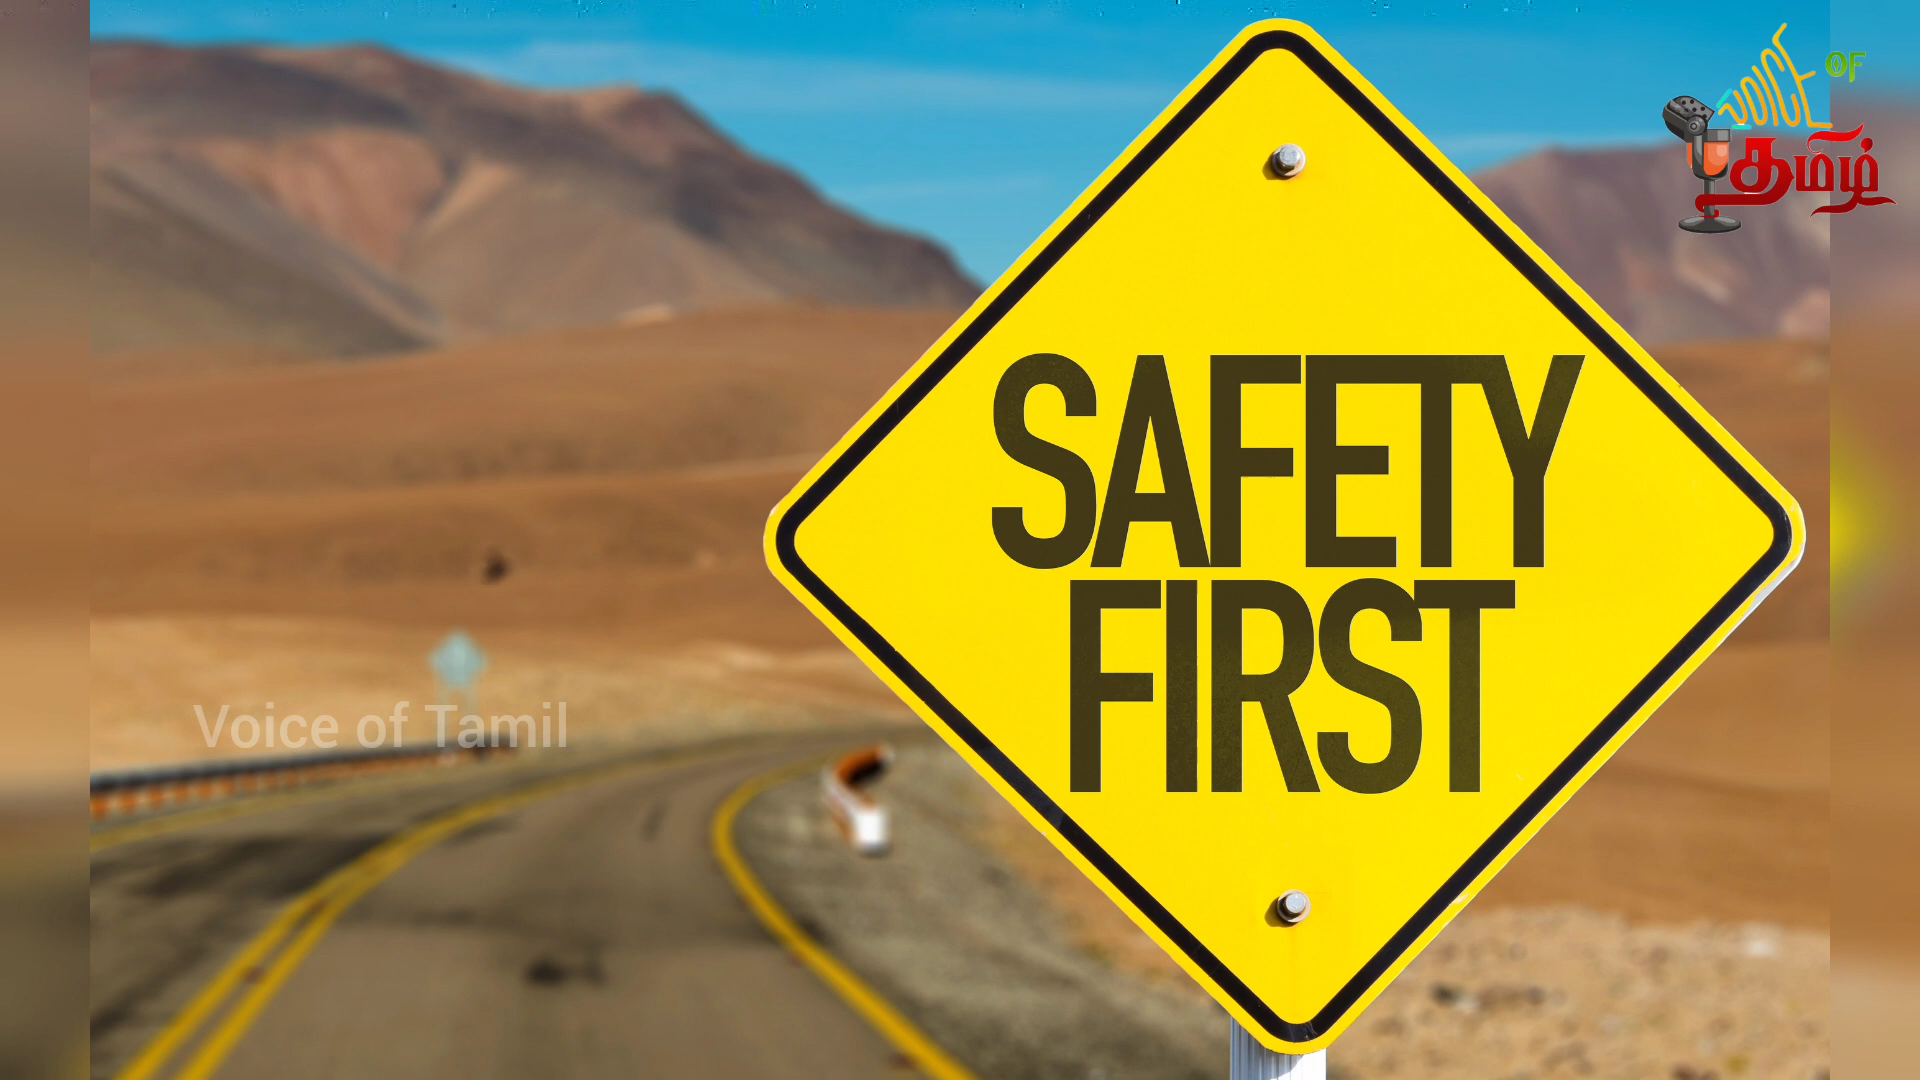 VOICE OF
தமிழ்
SAFETY
FIRST
Voice of Tamil